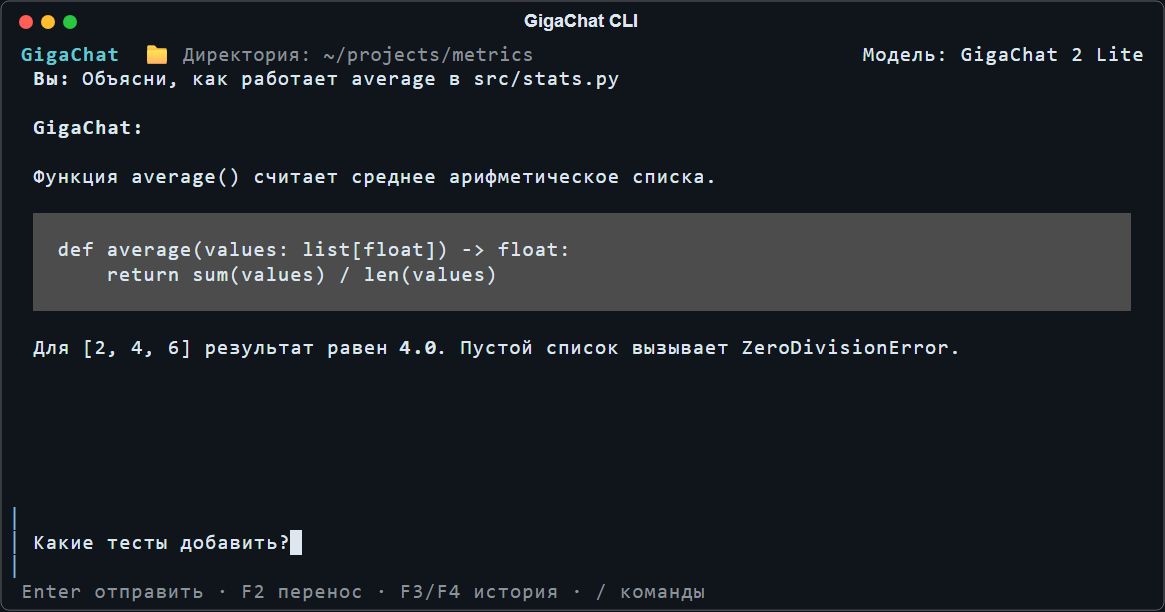 GigaChat CLI
GigaChat Директория: ~/projects/metrics Модель: GigaChat 2 Lite
Вы: Объясни, как работает average в src/stats.py
GigaChat:
Функция average() считает среднее арифметическое списка.
def average(values: list[float]) -> float:
    return sum(values) / len(values)
Для [2, 4, 6] результат равен 4.0. Пустой список вызывает ZeroDivisionError.
Какие тесты добавить?
Enter отправить · F2 перенос · F3/F4 история · / команды